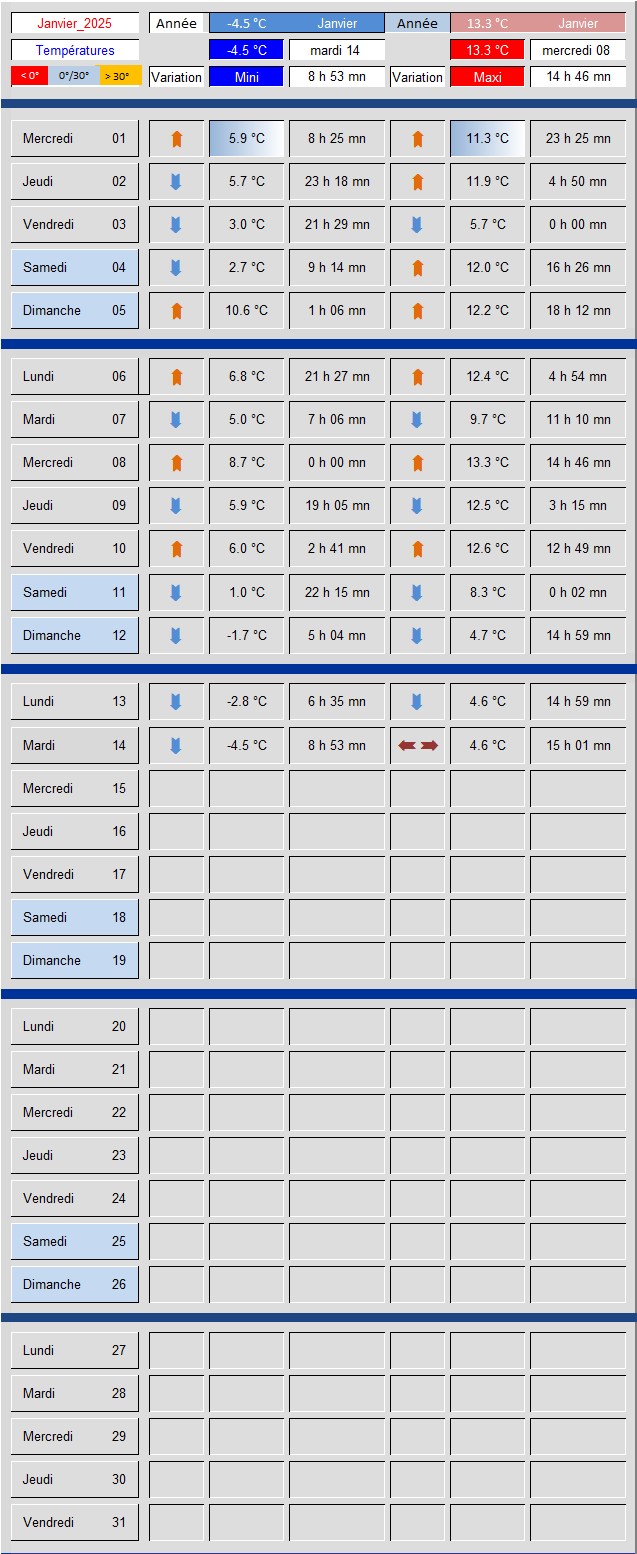 Janvier_2025 Année -4.5 °C Janvier Année 13.3 °C Janvier
Températures -4.5 °C mardi 14 13.3 °C mercredi 08
< 0° 0°/30° > 30° Variation Mini 8 h 53 mn Variation Maxi 14 h 46 mn
Mercredi 01 5.9 °C 8 h 25 mn 11.3 °C 23 h 25 mn
Jeudi 02 5.7 °C 23 h 18 mn 11.9 °C 4 h 50 mn
Vendredi 03 3.0 °C 21 h 29 mn 5.7 °C 0 h 00 mn
Samedi 04 2.7 °C 9 h 14 mn 12.0 °C 16 h 26 mn
Dimanche 05 10.6 °C 1 h 06 mn 12.2 °C 18 h 12 mn
Lundi 06 6.8 °C 21 h 27 mn 12.4 °C 4 h 54 mn
Mardi 07 5.0 °C 7 h 06 mn 9.7 °C 11 h 10 mn
Mercredi 08 8.7 °C 0 h 00 mn 13.3 °C 14 h 46 mn
Jeudi 09 5.9 °C 19 h 05 mn 12.5 °C 3 h 15 mn
Vendredi 10 6.0 °C 2 h 41 mn 12.6 °C 12 h 49 mn
Samedi 11 1.0 °C 22 h 15 mn 8.3 °C 0 h 02 mn
Dimanche 12 -1.7 °C 5 h 04 mn 4.7 °C 14 h 59 mn
Lundi 13 -2.8 °C 6 h 35 mn 4.6 °C 14 h 59 mn
Mardi 14 -4.5 °C 8 h 53 mn 4.6 °C 15 h 01 mn
Mercredi 15
Jeudi 16
Vendredi 17
Samedi 18
Dimanche 19
Lundi 20
Mardi 21
Mercredi 22
Jeudi 23
Vendredi 24
Samedi 25
Dimanche 26
Lundi 27
Mardi 28
Mercredi 29
Jeudi 30
Vendredi 31